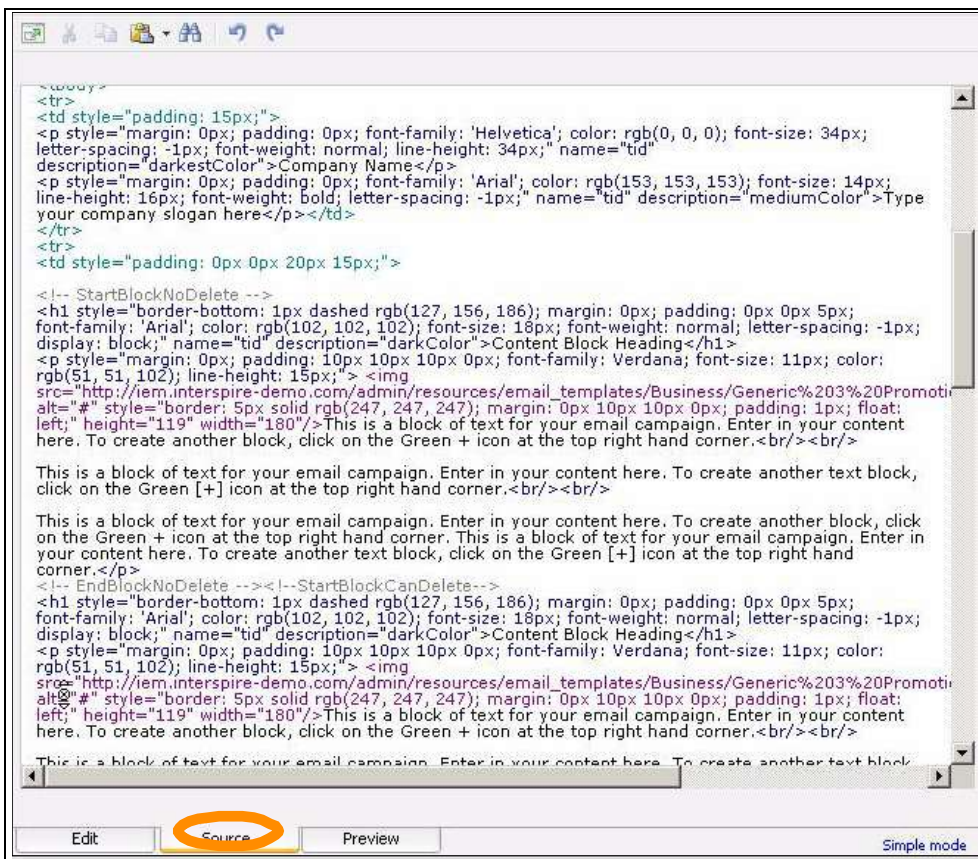 <tbody>
<tr>
<td style="padding: 15px;">
<p style="margin: 0px; padding: 0px; font-family: 'Helvetica'; color: rgb(0, 0, 0); font-size: 34px;
letter-spacing: -1px; font-weight: normal; line-height: 34px;" name="tid"
description="darkestColor">Company Name</p>
<p style="margin: 0px; padding: 0px; font-family: 'Arial'; color: rgb(153, 153, 153); font-size: 14px;
line-height: 16px; font-weight: bold; letter-spacing: -1px;" name="tid" description="mediumColor">Type
your company slogan here</p></td>
</tr>
<tr>
<td style="padding: 0px 0px 20px 15px;">
<!-- StartBlockNoDelete -->
<h1 style="border-bottom: 1px dashed rgb(127, 156, 186); margin: 0px; padding: 0px 0px 5px;
font-family: 'Arial'; color: rgb(102, 102, 102); font-size: 18px; font-weight: normal; letter-spacing: -1px;
display: block;" name="tid" description="darkColor">Content Block Heading</h1>
<p style="margin: 0px; padding: 10px 10px 10px 0px; font-family: Verdana; font-size: 11px; color:
rgb(51, 51, 102); line-height: 15px;"> <img
src="http://iem.interspire-demo.com/admin/resources/email_templates/Business/Generic%203%20Promoti
alt="#" style="border: 5px solid rgb(247, 247, 247); margin: 0px 10px 10px 0px; padding: 1px; float:
left;" height="119" width="180"/>This is a block of text for your email campaign. Enter in your content
here. To create another block, click on the Green + icon at the top right hand corner.<br/><br/>
This is a block of text for your email campaign. Enter in your content here. To create another text block,
click on the Green [+] icon at the top right hand corner.<br/><br/>
This is a block of text for your email campaign. Enter in your content here. To create another block, click
on the Green + icon at the top right hand corner. This is a block of text for your email campaign. Enter in
your content here. To create another text block, click on the Green [+] icon at the top right hand
corner.</p>
<!-- EndBlockNoDelete --><!--StartBlockCanDelete-->
<h1 style="border-bottom: 1px dashed rgb(127, 156, 186); margin: 0px; padding: 0px 0px 5px;
font-family: 'Arial'; color: rgb(102, 102, 102); font-size: 18px; font-weight: normal; letter-spacing: -1px;
display: block;" name="tid" description="darkColor">Content Block Heading</h1>
<p style="margin: 0px; padding: 10px 10px 10px 0px; font-family: Verdana; font-size: 11px; color:
rgb(51, 51, 102); line-height: 15px;"> <img
src="http://iem.interspire-demo.com/admin/resources/email_templates/Business/Generic%203%20Promoti
alt="#" style="border: 5px solid rgb(247, 247, 247); margin: 0px 10px 10px 0px; padding: 1px; float:
left;" height="119" width="180"/>This is a block of text for your email campaign. Enter in your content
here. To create another block, click on the Green + icon at the top right hand corner.<br/><br/>
This is a block of text for your email campaign. Enter in your content here. To create another text block,
Edit
Source
Preview
Simple mode